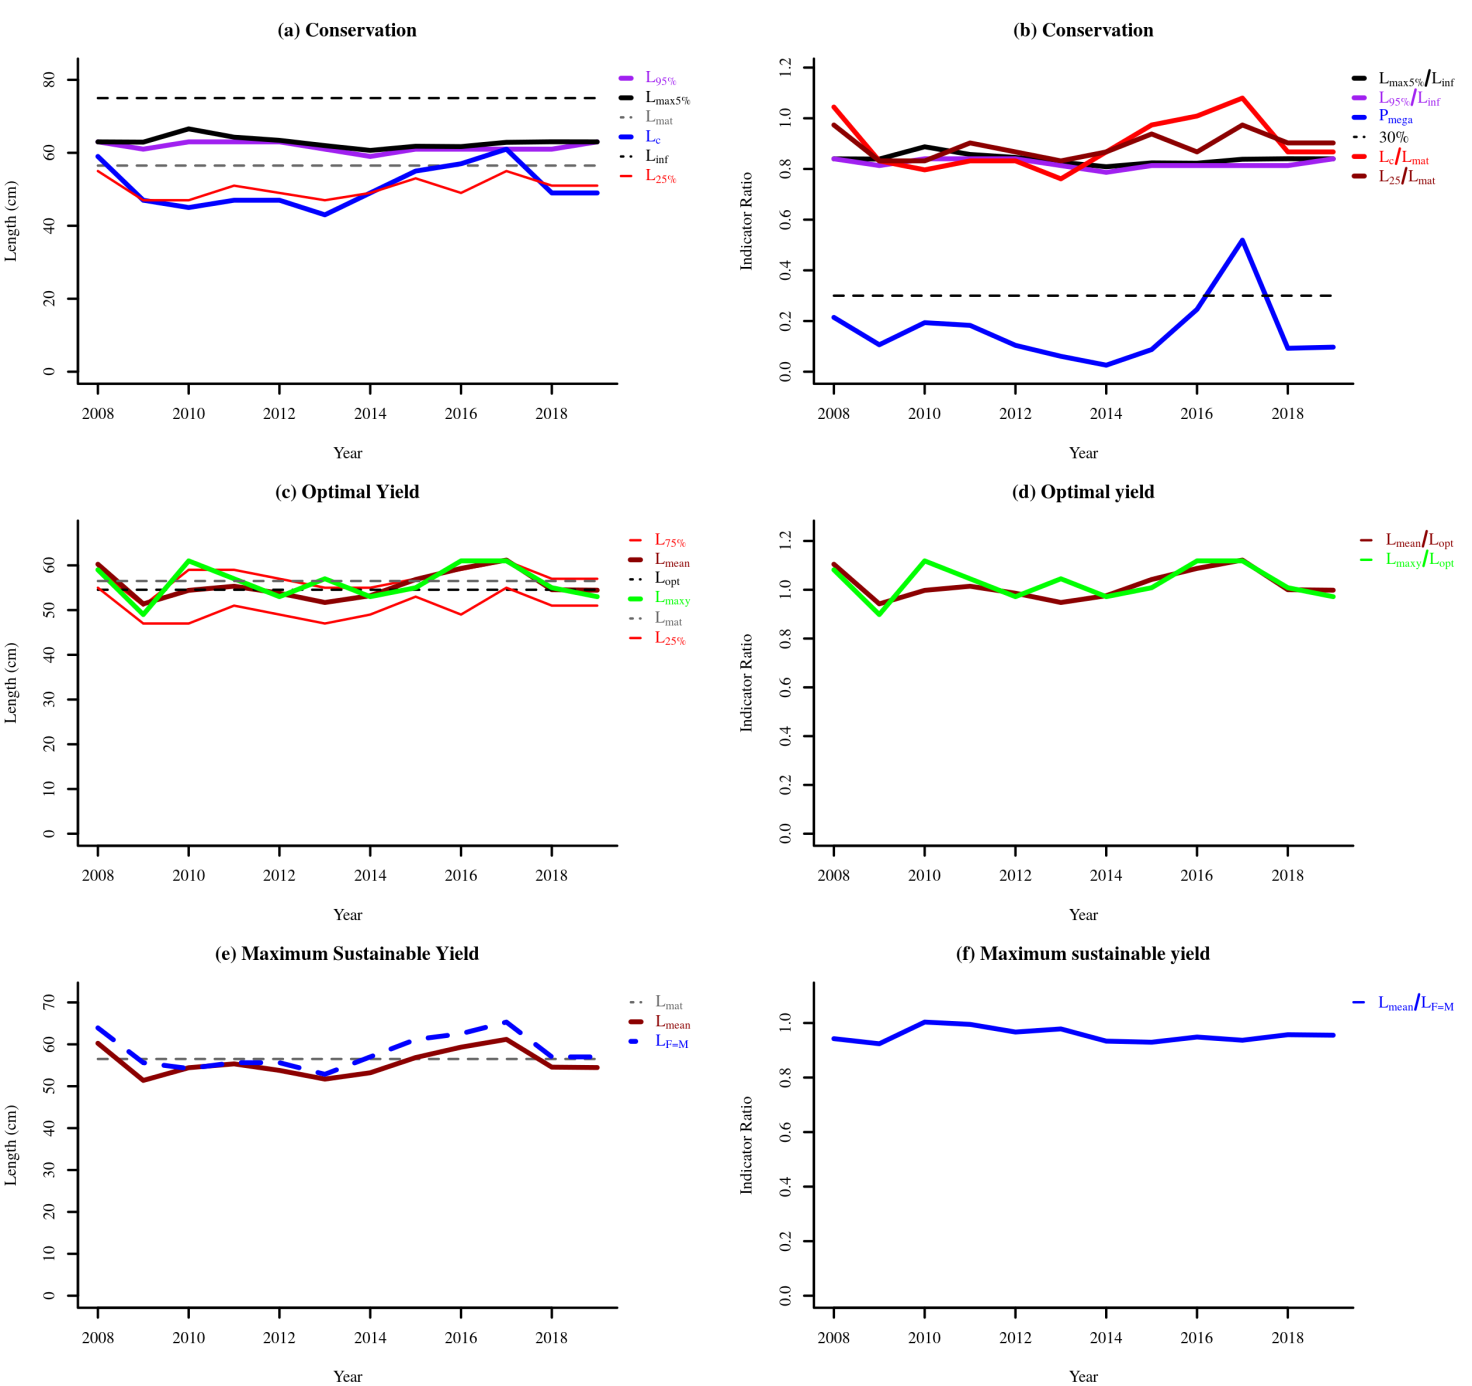 (a) Conservation
Length (cm)
80
60
40
20
0
2008 2010 2012 2014 2016 2018
Year
L95%
Lmax5%
Lmat
Lc
Linf
L25%
(b) Conservation
Indicator Ratio
1.2
1.0
0.8
0.6
0.4
0.2
0.0
2008 2010 2012 2014 2016 2018
Year
Lmax5%/Linf
L95%/Linf
Pmega
30%
Lc/Lmat
L25/Lmat
(c) Optimal Yield
Length (cm)
60
50
40
30
20
10
0
2008 2010 2012 2014 2016 2018
Year
L75%
Lmean
Lopt
Lmaxy
Lmat
L25%
(d) Optimal yield
Indicator Ratio
1.2
1.0
0.8
0.6
0.4
0.2
0.0
2008 2010 2012 2014 2016 2018
Year
Lmean/Lopt
Lmaxy/Lopt
(e) Maximum Sustainable Yield
Length (cm)
70
60
50
40
30
20
10
0
2008 2010 2012 2014 2016 2018
Year
Lmat
Lmean
LF=M
(f) Maximum sustainable yield
Indicator Ratio
1.0
0.8
0.6
0.4
0.2
0.0
2008 2010 2012 2014 2016 2018
Year
Lmean/LF=M